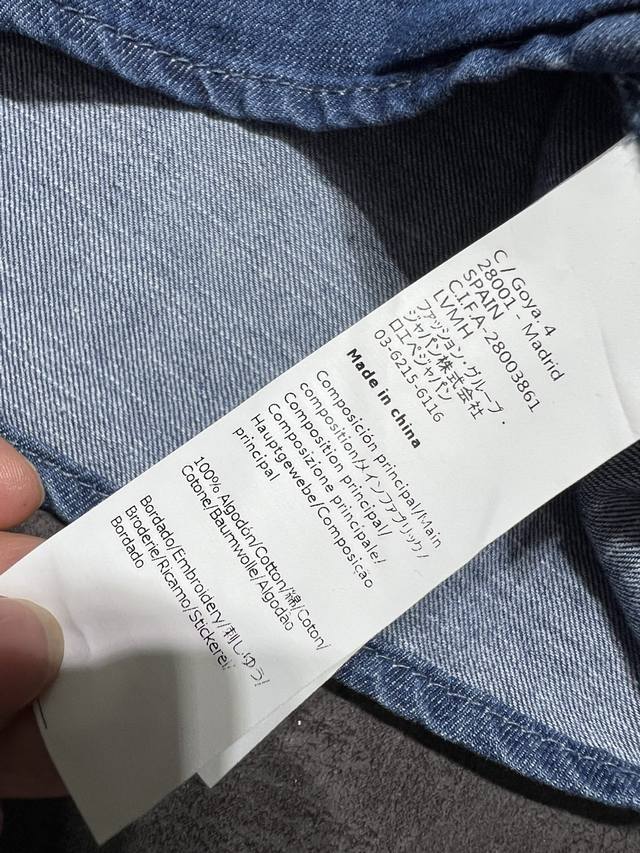 C / Goya, 4
28001 - Madrid
SPAIN
C.I.F.A-28003861
LVMH
ファッション・グループ・
ジャパン株式会社
ロエベジャパン
03-6215-6116
Made in china
Composición principal/Main
composition/メインファブリック/
Composition principal/
Composizione principale/
Hauptgewebe/Composição
principal
100% Algodón/Cotton/綿/Coton/
Cotone/Baumwolle/Algodao
Bordado/Embroidery/刺しゅう/
Broderie/Ricamo/Stickerei/
Bordado